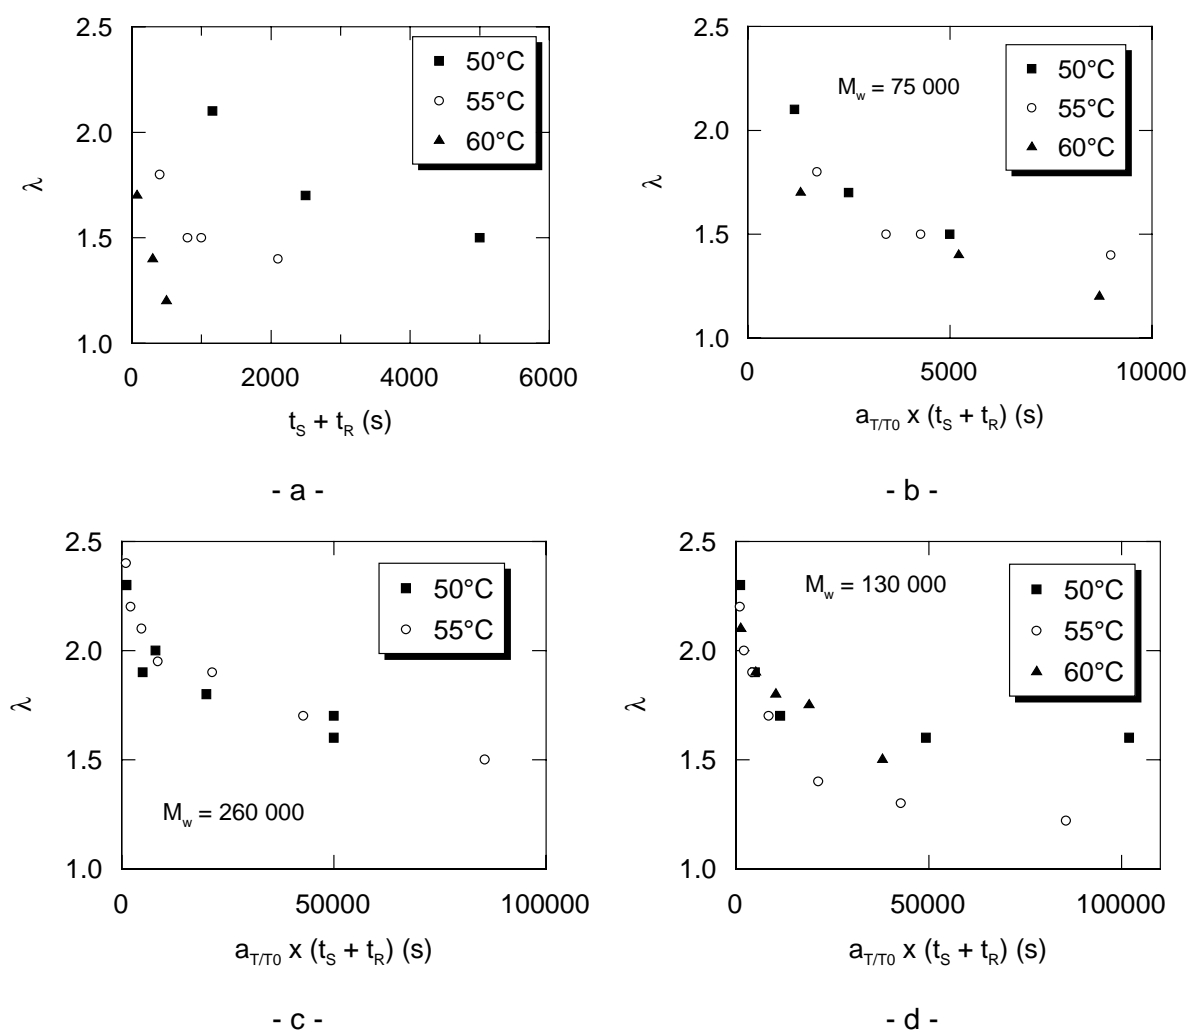 2.5
2.0
1.5
1.0
λ
0
2000
4000
6000
t_S + t_R (s)
50°C
55°C
60°C
- a -
2.5
2.0
1.5
1.0
λ
0
5000
10000
a_T/T0 x (t_S + t_R) (s)
M_w = 75 000
50°C
55°C
60°C
- b -
2.5
2.0
1.5
1.0
λ
0
50000
100000
a_T/T0 x (t_S + t_R) (s)
M_w = 260 000
50°C
55°C
- c -
2.5
2.0
1.5
1.0
λ
0
50000
100000
a_T/T0 x (t_S + t_R) (s)
M_w = 130 000
50°C
55°C
60°C
- d -